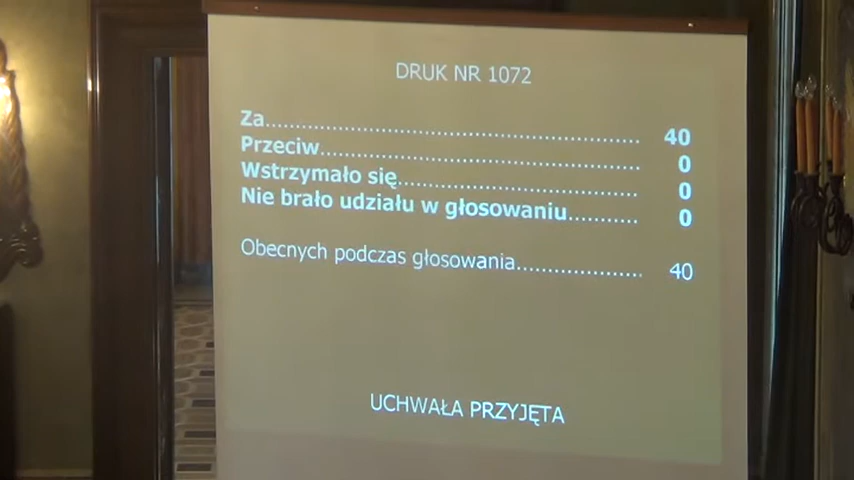 DRUK NR 1072
Za............................................................ 40
Przeciw.................................................... 0
Wstrzymało się....................................... 0
Nie brało udziału w głosowaniu........... 0
Obecnych podczas głosowania.................... 40
UCHWAŁA PRZYJĘTA